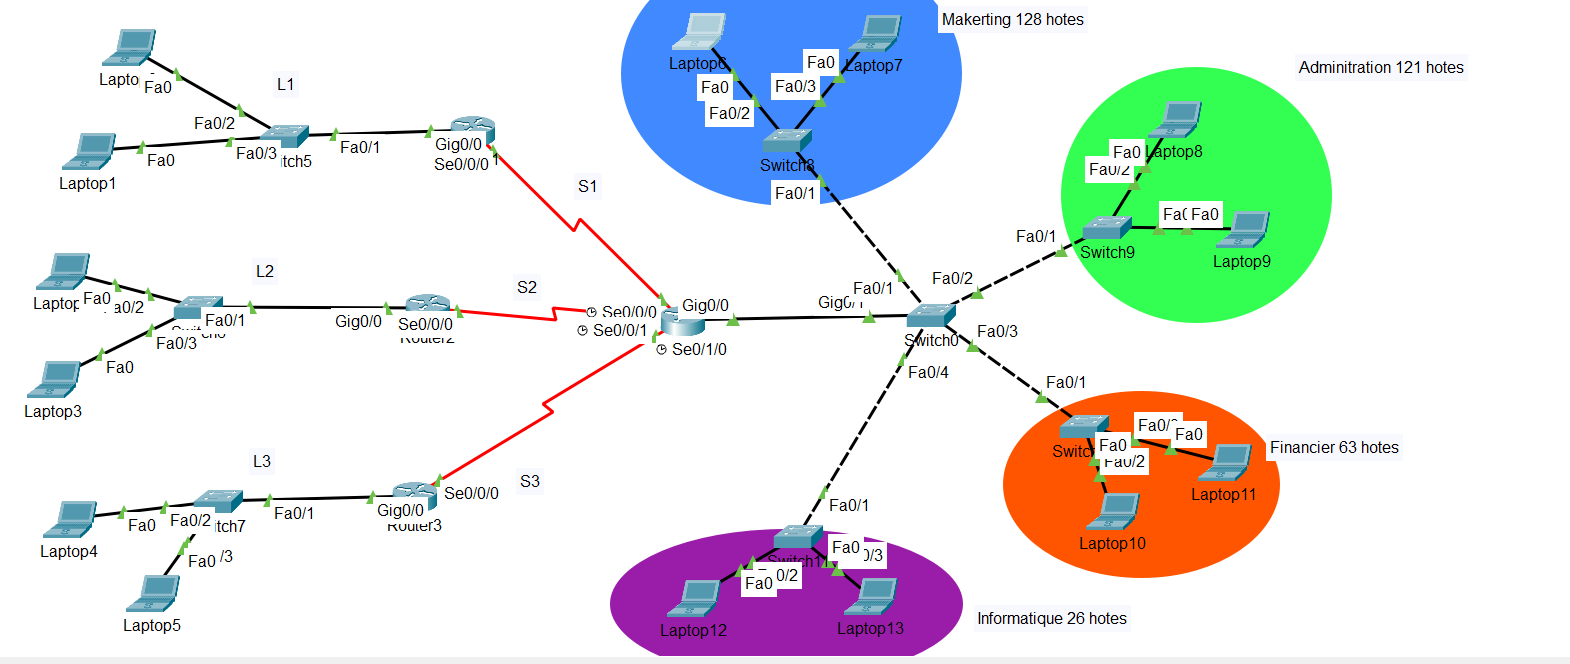 Makerting 128 hotes
Adminitration 121 hotes
Laptop6
Laptop7
Fa0
Fa0
Fa0/3
Fa0/2
Switch8
Fa0/1
Lapto
Fa0
L1
Fa0/2
Fa0/3
itch5
Fa0/1
Gig0/0
Se0/0/0
Fa0
Laptop1
S1
Laptop8
Fa0
Fa0/2
Fa0
Fa0
Fa0/1
Switch9
Laptop9
L2
S2
Fa0
Fa0/1
Fa0/3
Gig0/0
Se0/0/0
Router2
Fa0
Laptop3
Se0/0/0
Se0/0/1
Se0/1/0
Gig0/0
Fa0/1
Fa0/2
Switch0
Fa0/3
Fa0/4
Fa0/1
Financier 63 hotes
Switc
Fa0
Fa0/2
Fa0
Laptop11
Laptop10
L3
S3
Se0/0/0
Gig0/0
Router3
Fa0/1
Fa0/2
itch7
Fa0
Laptop4
Fa0
/3
Laptop5
Fa0/1
Switch1
Fa0
0/3
0/2
Fa0
Laptop12
Laptop13
Informatique 26 hotes